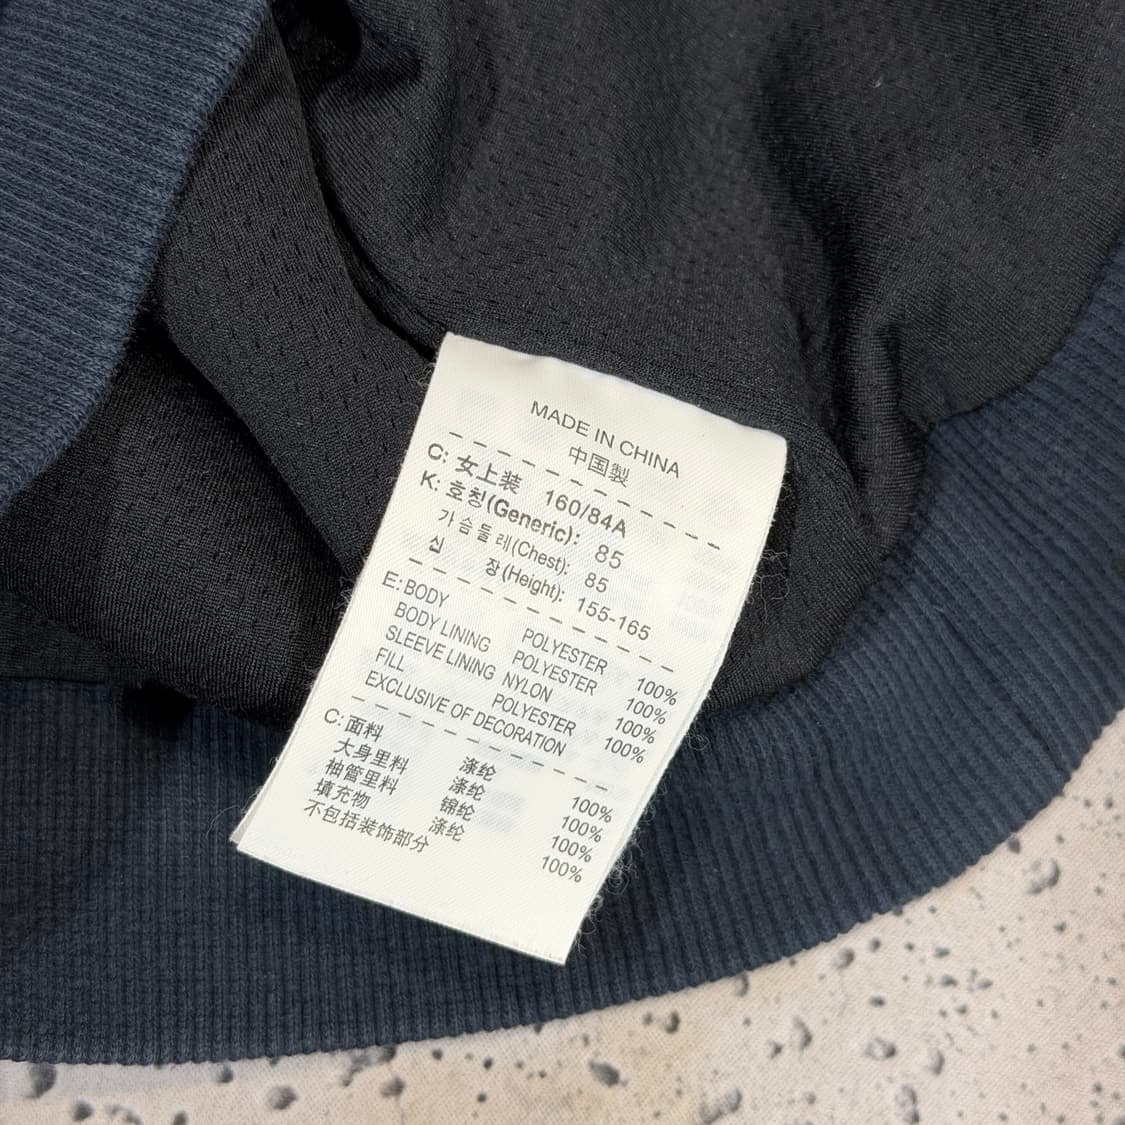 MADE IN CHINA
中国製
C: 女上装 160/84A
K: 호칭(Generic): 85
가슴둘레(Chest): 85
신 장(Height): 155-165
E: BODY POLYESTER 100%
BODY LINING POLYESTER 100%
SLEEVE LINING NYLON 100%
FILL POLYESTER 100%
EXCLUSIVE OF DECORATION
C: 面料 涤纶 100%
大身里料 涤纶 100%
袖管里料 锦纶 100%
填充物 涤纶 100%
不包括装饰部分